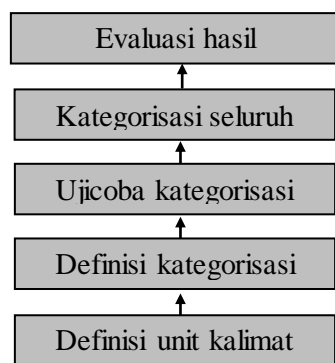 Evaluasi hasil
Kategorisasi seluruh
Ujicoba kategorisasi
Definisi kategorisasi
Definisi unit kalimat